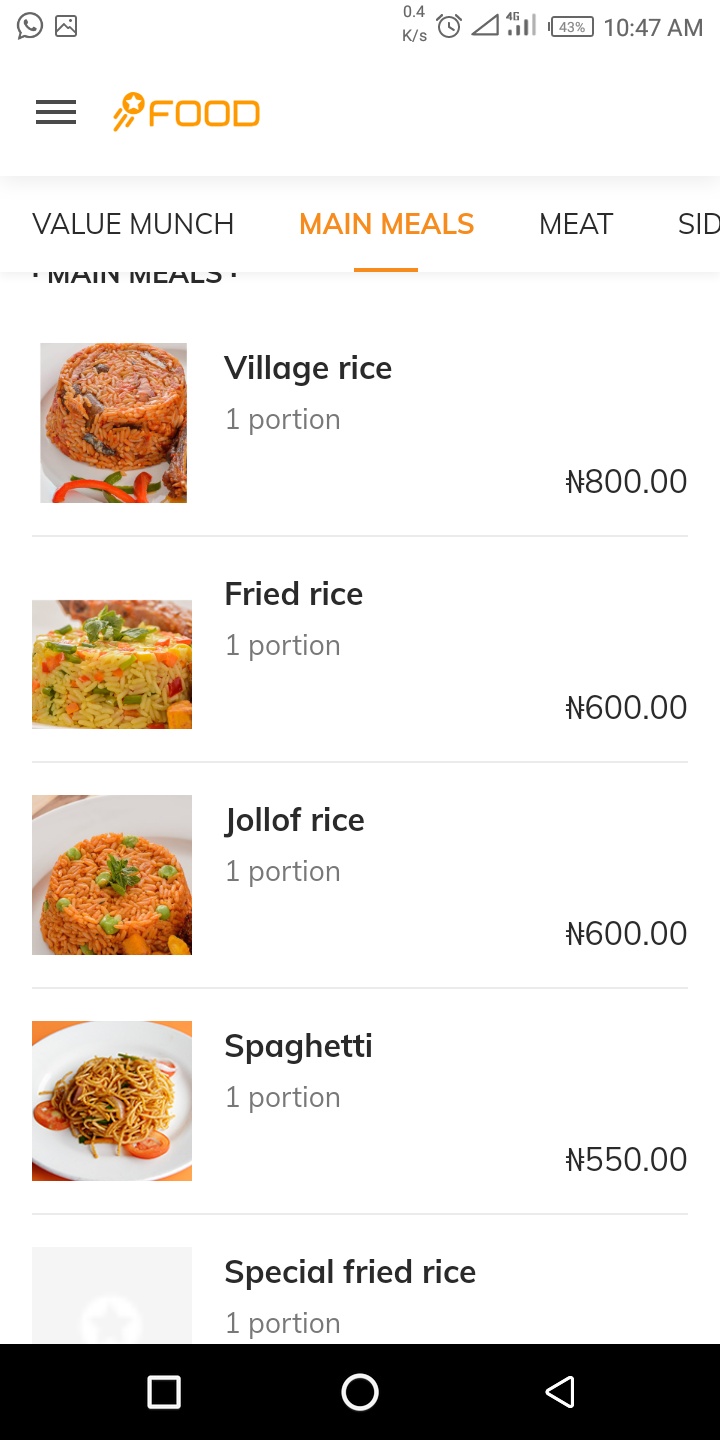 0.4
K/s
4G
43%
10:47 AM
FOOD
VALUE MUNCH
MAIN MEALS
MEAT
SID
· MAIN MEALS ·
Village rice
1 portion
₦800.00
Fried rice
1 portion
₦600.00
Jollof rice
1 portion
₦600.00
Spaghetti
1 portion
₦550.00
Special fried rice
1 portion